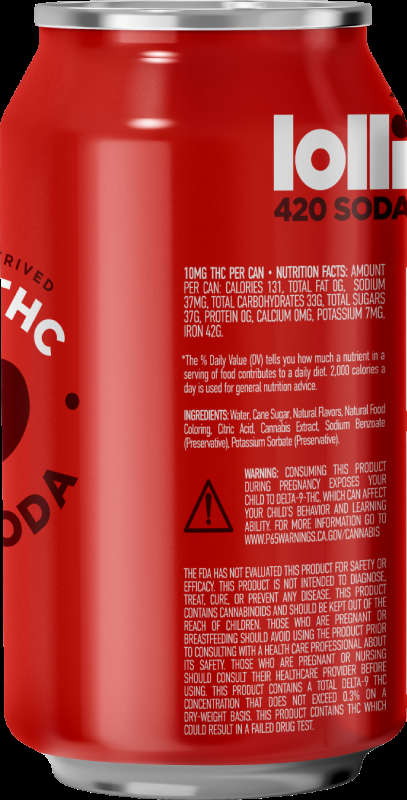 lolli
420 SODA
RIVED
THC
SODA
10MG THC PER CAN • NUTRITION FACTS: AMOUNT
PER CAN: CALORIES 131, TOTAL FAT 0G, SODIUM
37MG, TOTAL CARBOHYDRATES 33G, TOTAL SUGARS
37G, PROTEIN 0G, CALCIUM 0MG, POTASSIUM 7MG,
IRON 42G.
*The % Daily Value (DV) tells you how much a nutrient in a
serving of food contributes to a daily diet. 2,000 calories a
day is used for general nutrition advice.
INGREDIENTS: Water, Cane Sugar, Natural Flavors, Natural Food
Coloring, Citric Acid, Cannabis Extract, Sodium Benzoate
(Preservative), Potassium Sorbate (Preservative).
WARNING: CONSUMING THIS PRODUCT
DURING PREGNANCY EXPOSES YOUR
CHILD TO DELTA-9-THC, WHICH CAN AFFECT
YOUR CHILD'S BEHAVIOR AND LEARNING
ABILITY. FOR MORE INFORMATION GO TO
WWW.P65WARNINGS.CA.GOV/CANNABIS
THE FDA HAS NOT EVALUATED THIS PRODUCT FOR SAFETY OR
EFFICACY. THIS PRODUCT IS NOT INTENDED TO DIAGNOSE,
TREAT, CURE, OR PREVENT ANY DISEASE. THIS PRODUCT
CONTAINS CANNABINOIDS AND SHOULD BE KEPT OUT OF THE
REACH OF CHILDREN. THOSE WHO ARE PREGNANT OR
BREASTFEEDING SHOULD AVOID USING THE PRODUCT PRIOR
TO CONSULTING WITH A HEALTH CARE PROFESSIONAL ABOUT
ITS SAFETY. THOSE WHO ARE PREGNANT OR NURSING
SHOULD CONSULT THEIR HEALTHCARE PROVIDER BEFORE
USING. THIS PRODUCT CONTAINS A TOTAL DELTA-9 THC
CONCENTRATION THAT DOES NOT EXCEED 0.3% ON A
DRY-WEIGHT BASIS. THIS PRODUCT CONTAINS THC WHICH
COULD RESULT IN A FAILED DRUG TEST.